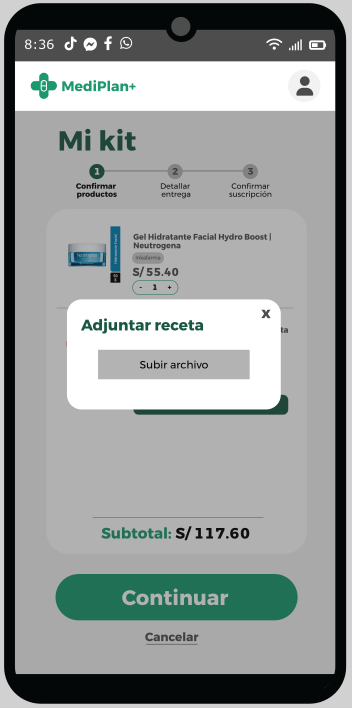 8:36
MediPlan+
Mi kit
1 2 3
Confirmar productos
Detallar entrega
Confirmar suscripción
Gel Hidratante Facial Hydro Boost |
Neutrogena
Inkafarma
S/ 55.40
- 1 +
X
Adjuntar receta
ta
Subir archivo
Subtotal: S/ 117.60
Continuar
Cancelar